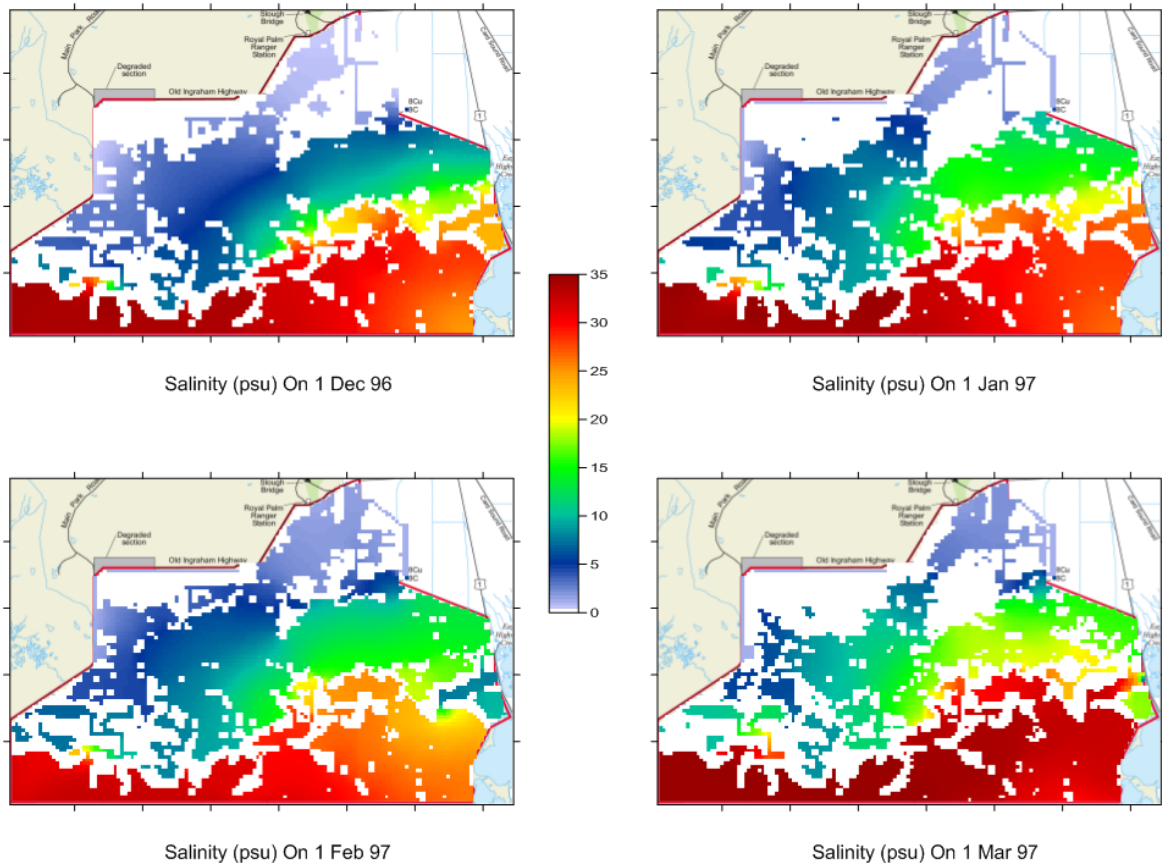 Main Park Road
Slough
Bridge
Royal Palm
Ranger
Station
Degraded
section
Old Ingraham Highway
8Cu
8C
Card Sound Road
1
Salinity (psu) On 1 Dec 96
Main Park Road
Slough
Bridge
Royal Palm
Ranger
Station
Degraded
section
Old Ingraham Highway
8Cu
8C
Card Sound Road
1
Salinity (psu) On 1 Jan 97
35
30
25
20
15
10
5
0
Main Park Road
Slough
Bridge
Royal Palm
Ranger
Station
Degraded
section
Old Ingraham Highway
8Cu
8C
Card Sound Road
1
Salinity (psu) On 1 Feb 97
Main Park Road
Slough
Bridge
Royal Palm
Ranger
Station
Degraded
section
Old Ingraham Highway
8Cu
8C
Card Sound Road
1
Salinity (psu) On 1 Mar 97